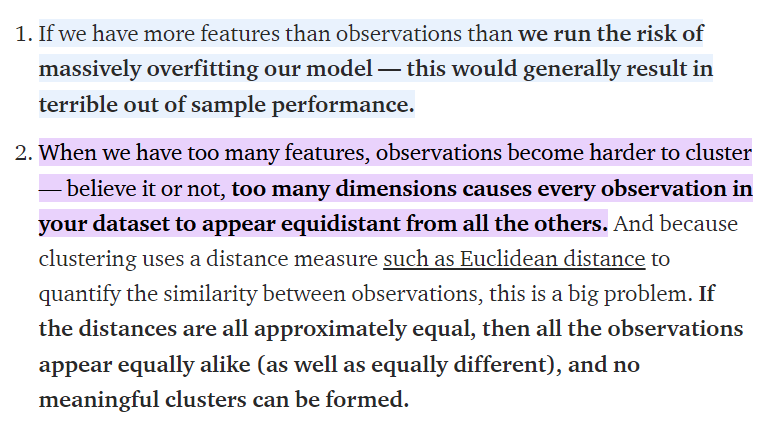 1. If we have more features than observations than we run the risk of
massively overfitting our model — this would generally result in
terrible out of sample performance.
2. When we have too many features, observations become harder to cluster
— believe it or not, too many dimensions causes every observation in
your dataset to appear equidistant from all the others. And because
clustering uses a distance measure such as Euclidean distance to
quantify the similarity between observations, this is a big problem. If
the distances are all approximately equal, then all the observations
appear equally alike (as well as equally different), and no
meaningful clusters can be formed.